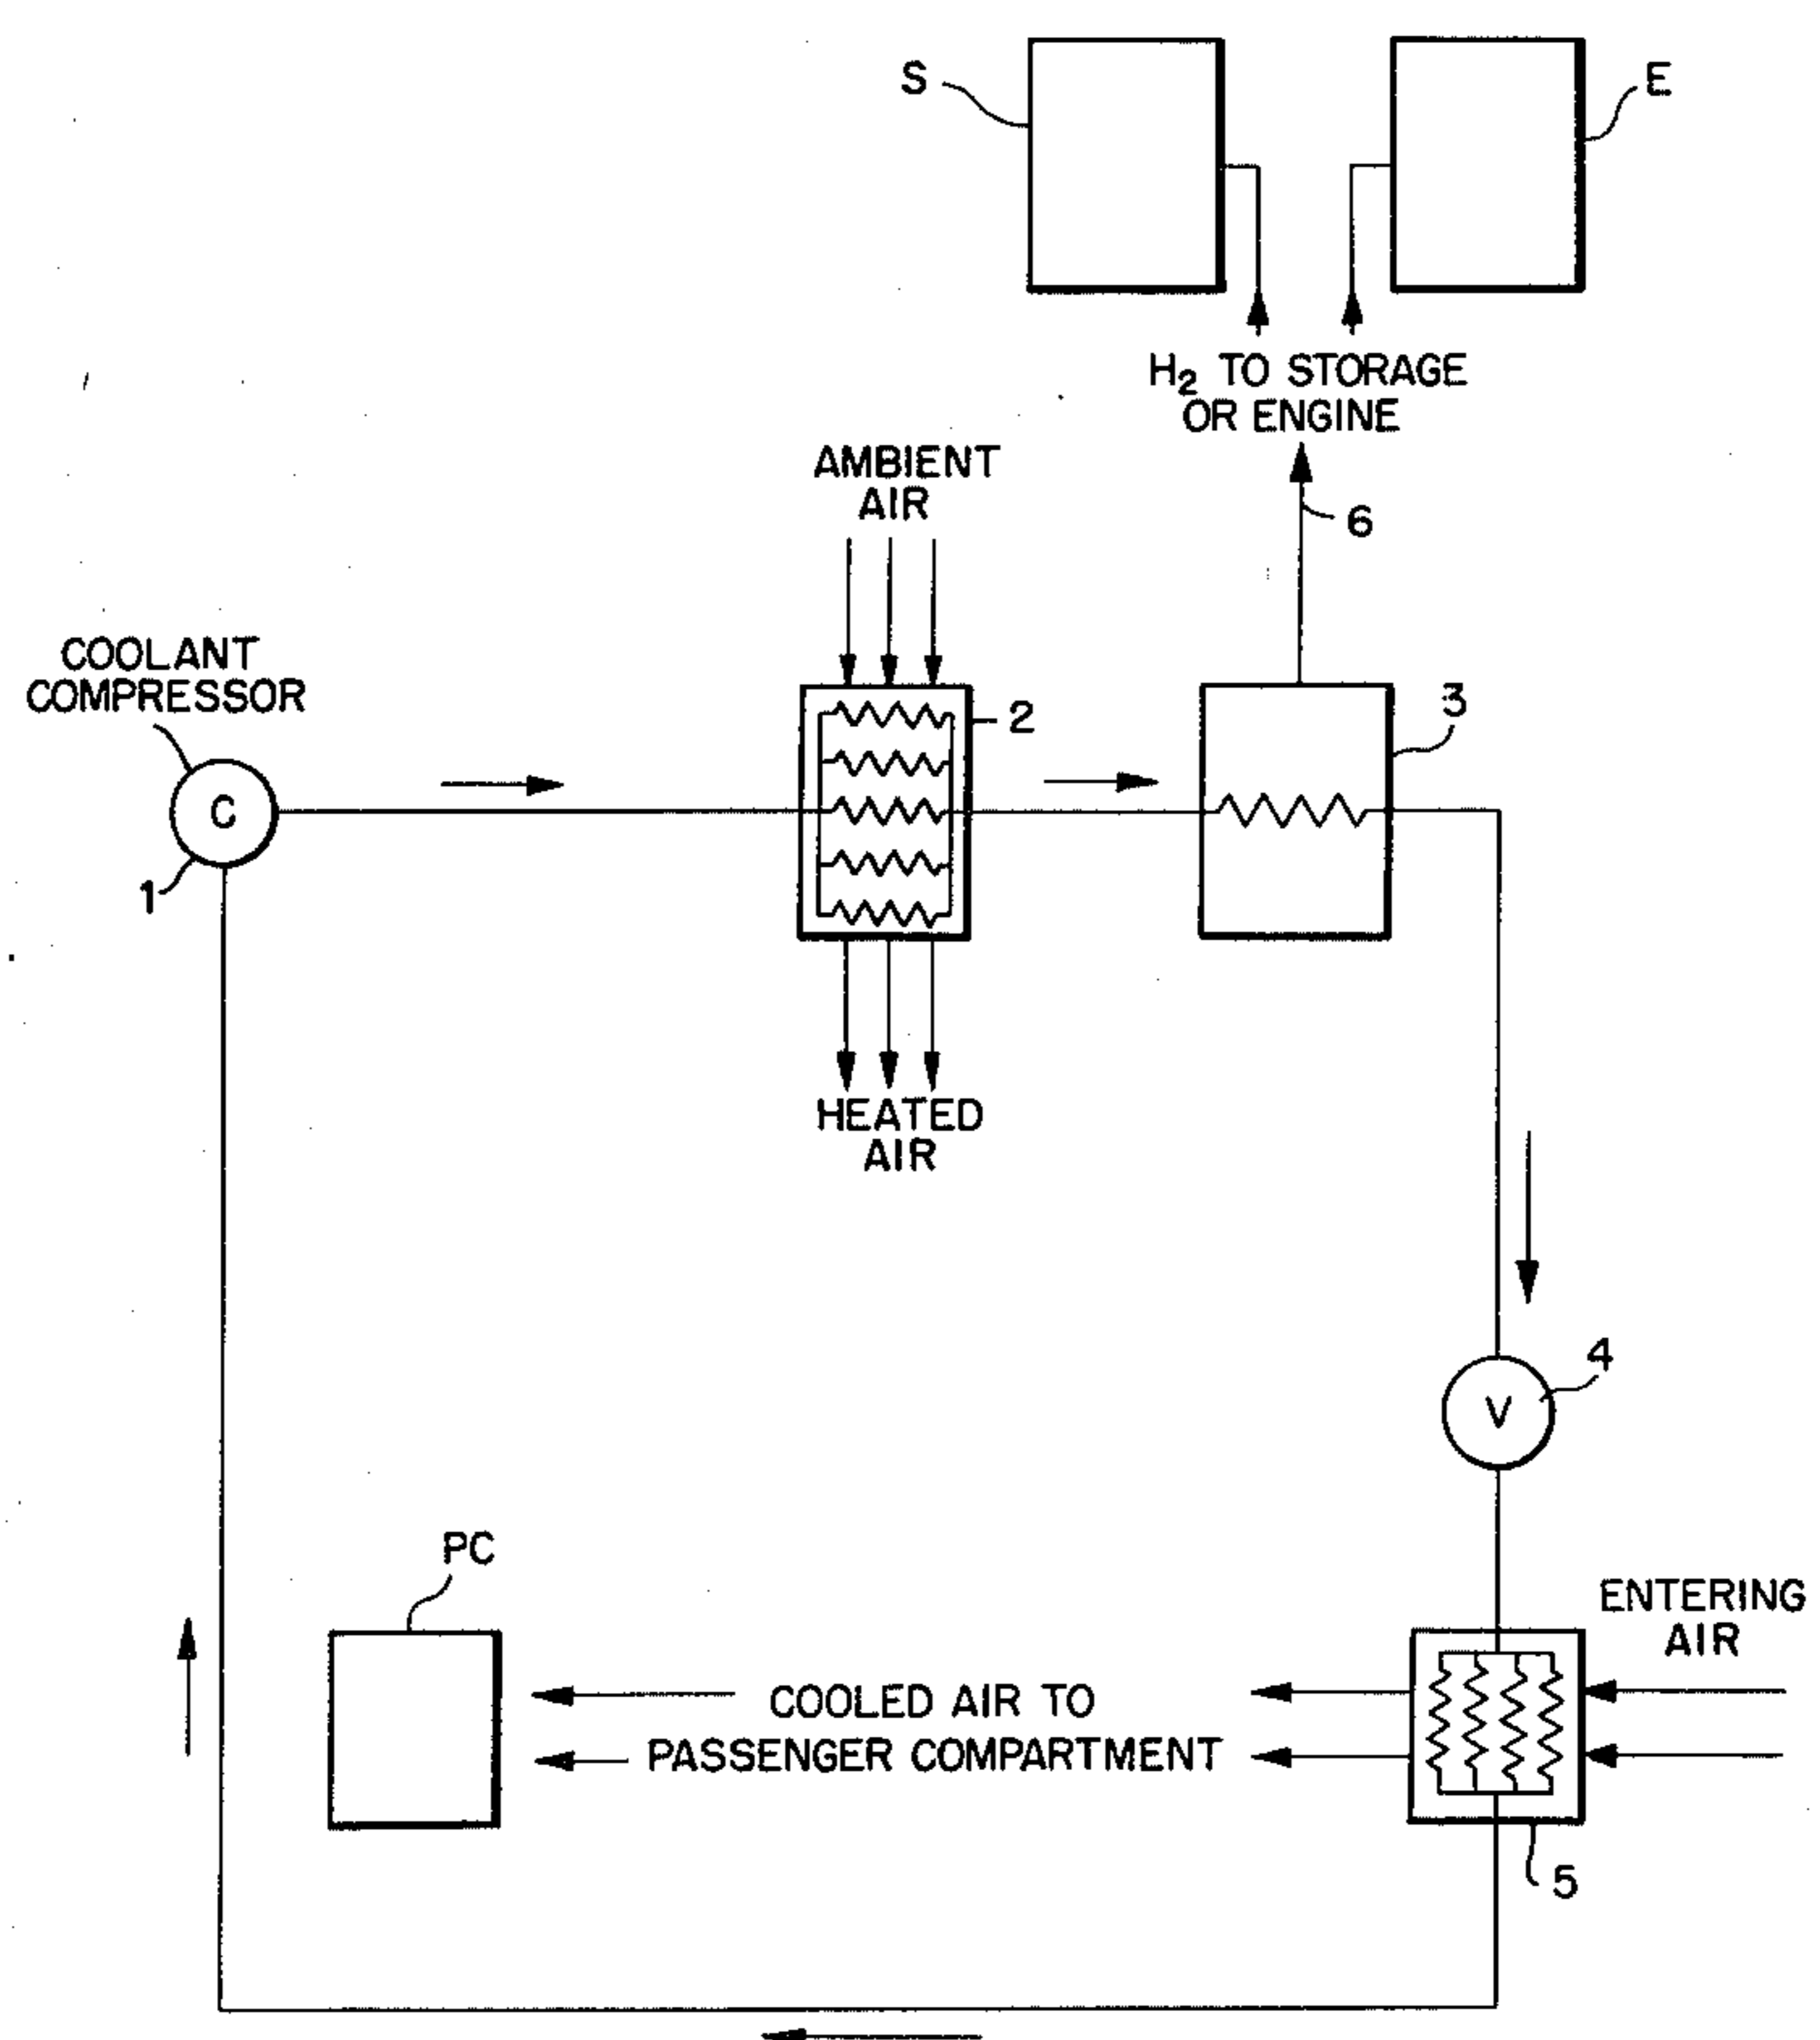 S
E
H2 TO STORAGE
OR ENGINE
AMBIENT
AIR
6
COOLANT
COMPRESSOR
2
3
C
1
HEATED
AIR
4
V
PC
ENTERING
AIR
COOLED AIR TO
PASSENGER COMPARTMENT
5